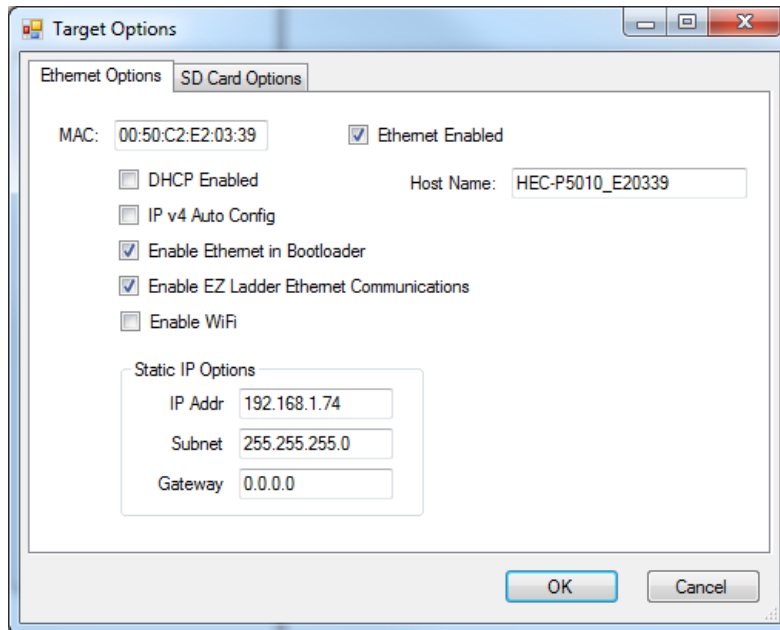 Target Options
Ethernet Options SD Card Options
MAC: 00:50:C2:E2:03:39 Ethernet Enabled
DHCP Enabled Host Name: HEC-P5010_E20339
IP v4 Auto Config
Enable Ethernet in Bootloader
Enable EZ Ladder Ethernet Communications
Enable WiFi
Static IP Options
IP Addr 192.168.1.74
Subnet 255.255.255.0
Gateway 0.0.0.0
OK Cancel